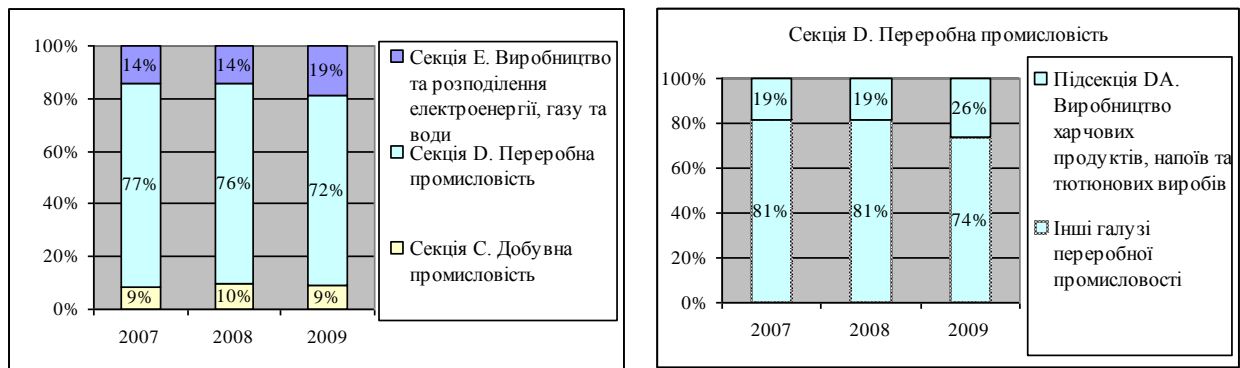 100%
80%
60%
40%
20%
0%
14%
14%
19%
77%
76%
72%
9%
10%
9%
2007
2008
2009
Секція E. Виробництво
та розподілення
електроенергії, газу та
води
Секція D. Переробна
промисловість
Секція C. Добувна
промисловість
Секція D. Переробна промисловість
100%
80%
60%
40%
20%
0%
19%
19%
26%
81%
81%
74%
2007
2008
2009
Підсекція DA.
Виробництво
харчових
продуктів, напоїв та
тютюнових виробів
Інші галузі
переробної
промисловості